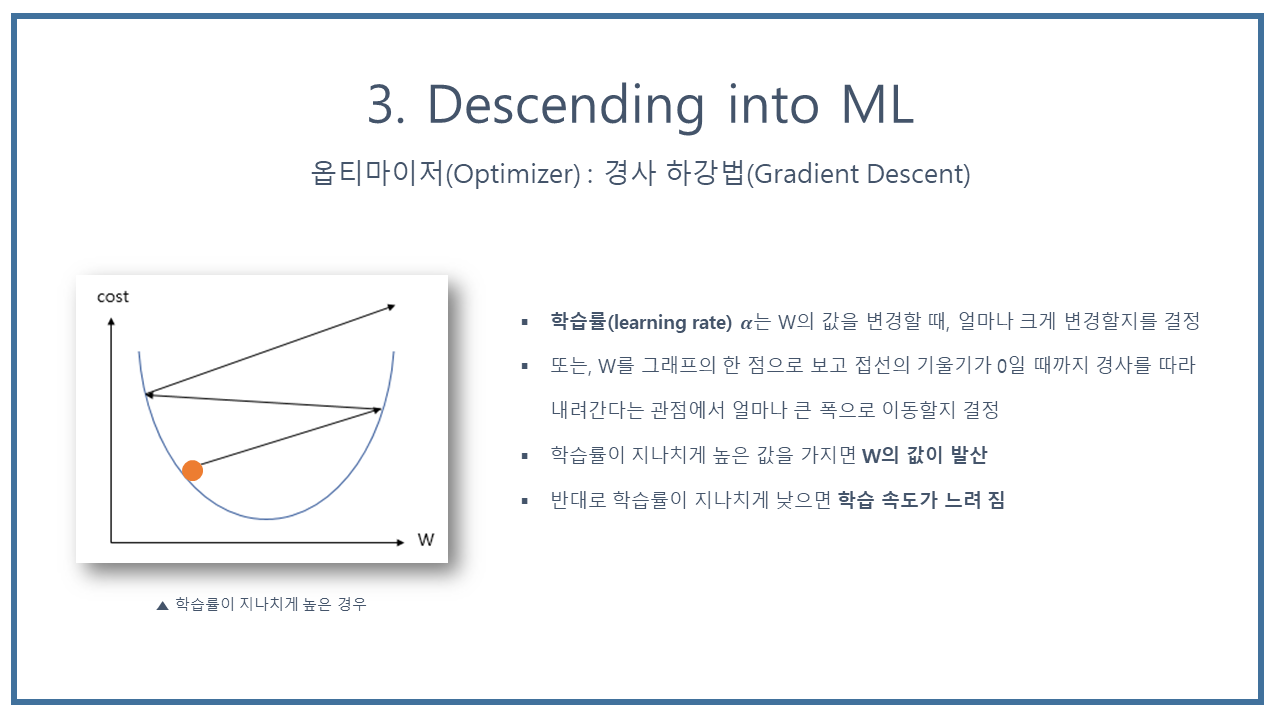 3. Descending into ML
옵티마이저(Optimizer) : 경사 하강법(Gradient Descent)
cost
W
▲ 학습률이 지나치게 높은 경우
▪ 학습률(learning rate) 𝜶는 W의 값을 변경할 때, 얼마나 크게 변경할지를 결정
▪ 또는, W를 그래프의 한 점으로 보고 접선의 기울기가 0일 때까지 경사를 따라
내려간다는 관점에서 얼마나 큰 폭으로 이동할지 결정
▪ 학습률이 지나치게 높은 값을 가지면 W의 값이 발산
▪ 반대로 학습률이 지나치게 낮으면 학습 속도가 느려 짐